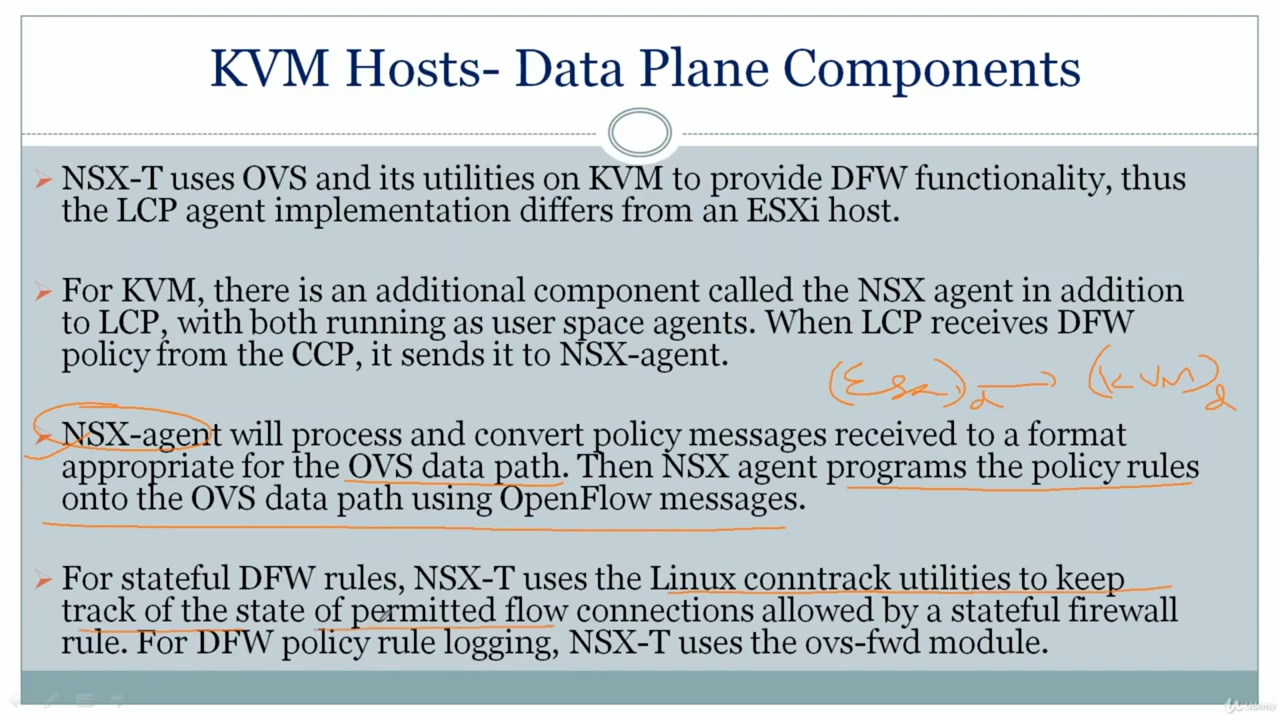 KVM Hosts- Data Plane Components
NSX-T uses OVS and its utilities on KVM to provide DFW functionality, thus
the LCP agent implementation differs from an ESXi host.
For KVM, there is an additional component called the NSX agent in addition
to LCP, with both running as user space agents. When LCP receives DFW
policy from the CCP, it sends it to NSX-agent.
(ESX) (KVM)
NSX-agent will process and convert policy messages received to a format
appropriate for the OVS data path. Then NSX agent programs the policy rules
onto the OVS data path using OpenFlow messages.
For stateful DFW rules, NSX-T uses the Linux conntrack utilities to keep
track of the state of permitted flow connections allowed by a stateful firewall
rule. For DFW policy rule logging, NSX-T uses the ovs-fwd module.
Udemy